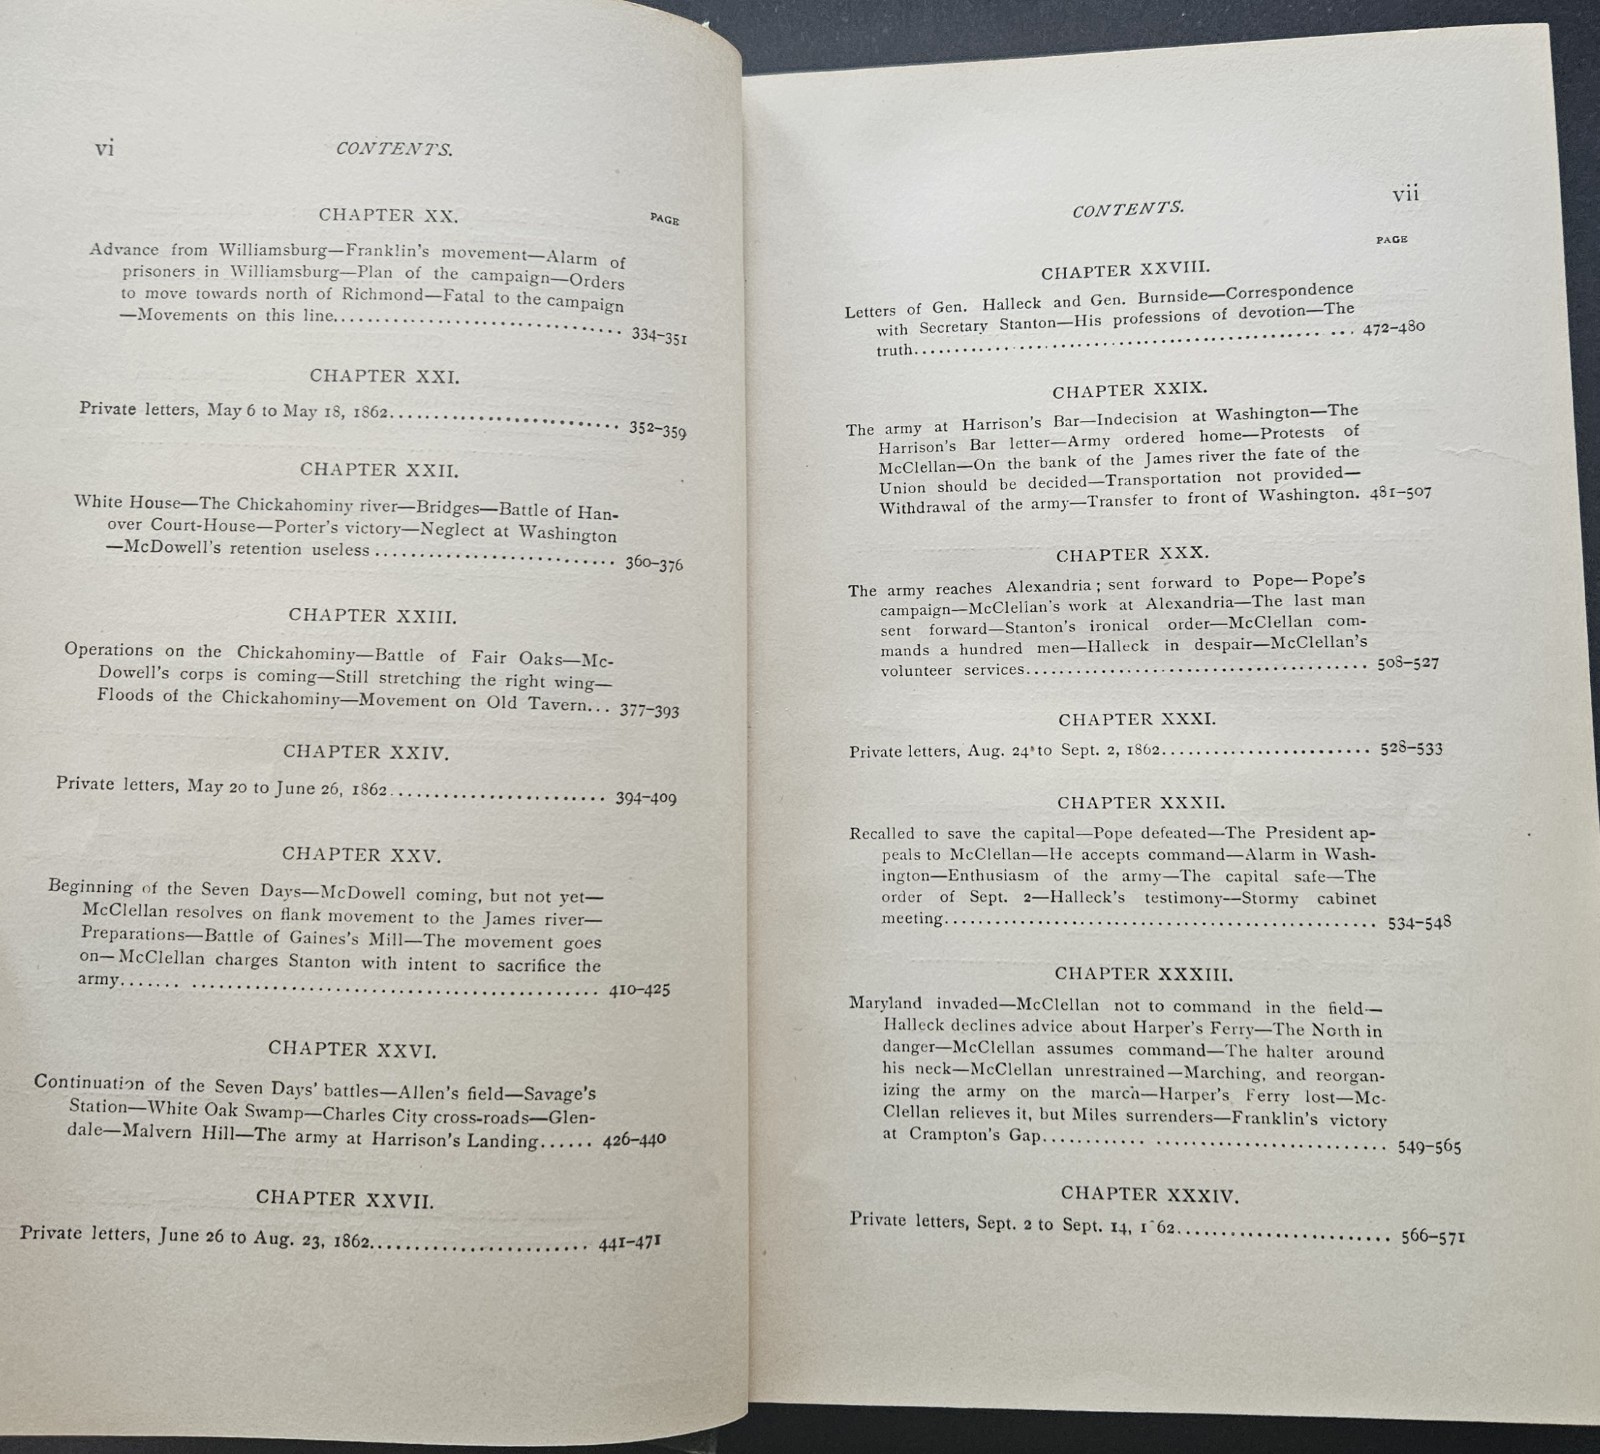 vi
CONTENTS.
CHAPTER XX.
PAGE
Advance from Williamsburg—Franklin's movement—Alarm of
prisoners in Williamsburg—Plan of the campaign—Orders
to move towards north of Richmond—Fatal to the campaign
—Movements on this line............................ 334–351
CHAPTER XXI.
Private letters, May 6 to May 18, 1862....................... 352–359
CHAPTER XXII.
White House—The Chickahominy river—Bridges—Battle of Han-
over Court-House—Porter's victory—Neglect at Washington
—McDowell's retention useless ........................ 360–376
CHAPTER XXIII.
Operations on the Chickahominy—Battle of Fair Oaks—Mc-
Dowell's corps is coming—Still stretching the right wing—
Floods of the Chickahominy—Movement on Old Tavern... 377–393
CHAPTER XXIV.
Private letters, May 20 to June 26, 1862....................... 394–409
CHAPTER XXV.
Beginning of the Seven Days—McDowell coming, but not yet—
McClellan resolves on flank movement to the James river—
Preparations—Battle of Gaines's Mill—The movement goes
on—McClellan charges Stanton with intent to sacrifice the
army....... ........................................ 410–425
CHAPTER XXVI.
Continuation of the Seven Days' battles—Allen's field—Savage's
Station—White Oak Swamp—Charles City cross-roads—Glen-
dale—Malvern Hill—The army at Harrison's Landing...... 426–440
CHAPTER XXVII.
Private letters, June 26 to Aug. 23, 1862....................... 441–471
vii
CONTENTS.
PAGE
CHAPTER XXVIII.
Letters of Gen. Halleck and Gen. Burnside—Correspondence
with Secretary Stanton—His professions of devotion—The
truth............................................ ... 472–480
CHAPTER XXIX.
The army at Harrison's Bar—Indecision at Washington—The
Harrison's Bar letter—Army ordered home—Protests of
McClellan—On the bank of the James river the fate of the
Union should be decided—Transportation not provided—
Withdrawal of the army—Transfer to front of Washington. 481–507
CHAPTER XXX.
The army reaches Alexandria; sent forward to Pope—Pope's
campaign—McClellan's work at Alexandria—The last man
sent forward—Stanton's ironical order—McClellan com-
mands a hundred men—Halleck in despair—McClellan's
volunteer services.................................... 508–527
CHAPTER XXXI.
Private letters, Aug. 24 to Sept. 2, 1862...................... 528–533
CHAPTER XXXII.
Recalled to save the capital—Pope defeated—The President ap-
peals to McClellan—He accepts command—Alarm in Wash-
ington—Enthusiasm of the army—The capital safe—The
order of Sept. 2—Halleck's testimony—Stormy cabinet
meeting............................................. 534–548
CHAPTER XXXIII.
Maryland invaded—McClellan not to command in the field—
Halleck declines advice about Harper's Ferry—The North in
danger—McClellan assumes command—The halter around
his neck—McClellan unrestrained—Marching, and reorgan-
izing the army on the march—Harper's Ferry lost—Mc-
Clellan relieves it, but Miles surrenders—Franklin's victory
at Crampton's Gap........... ........................ 549–565
CHAPTER XXXIV.
Private letters, Sept. 2 to Sept. 14, 1 62....................... 566–571